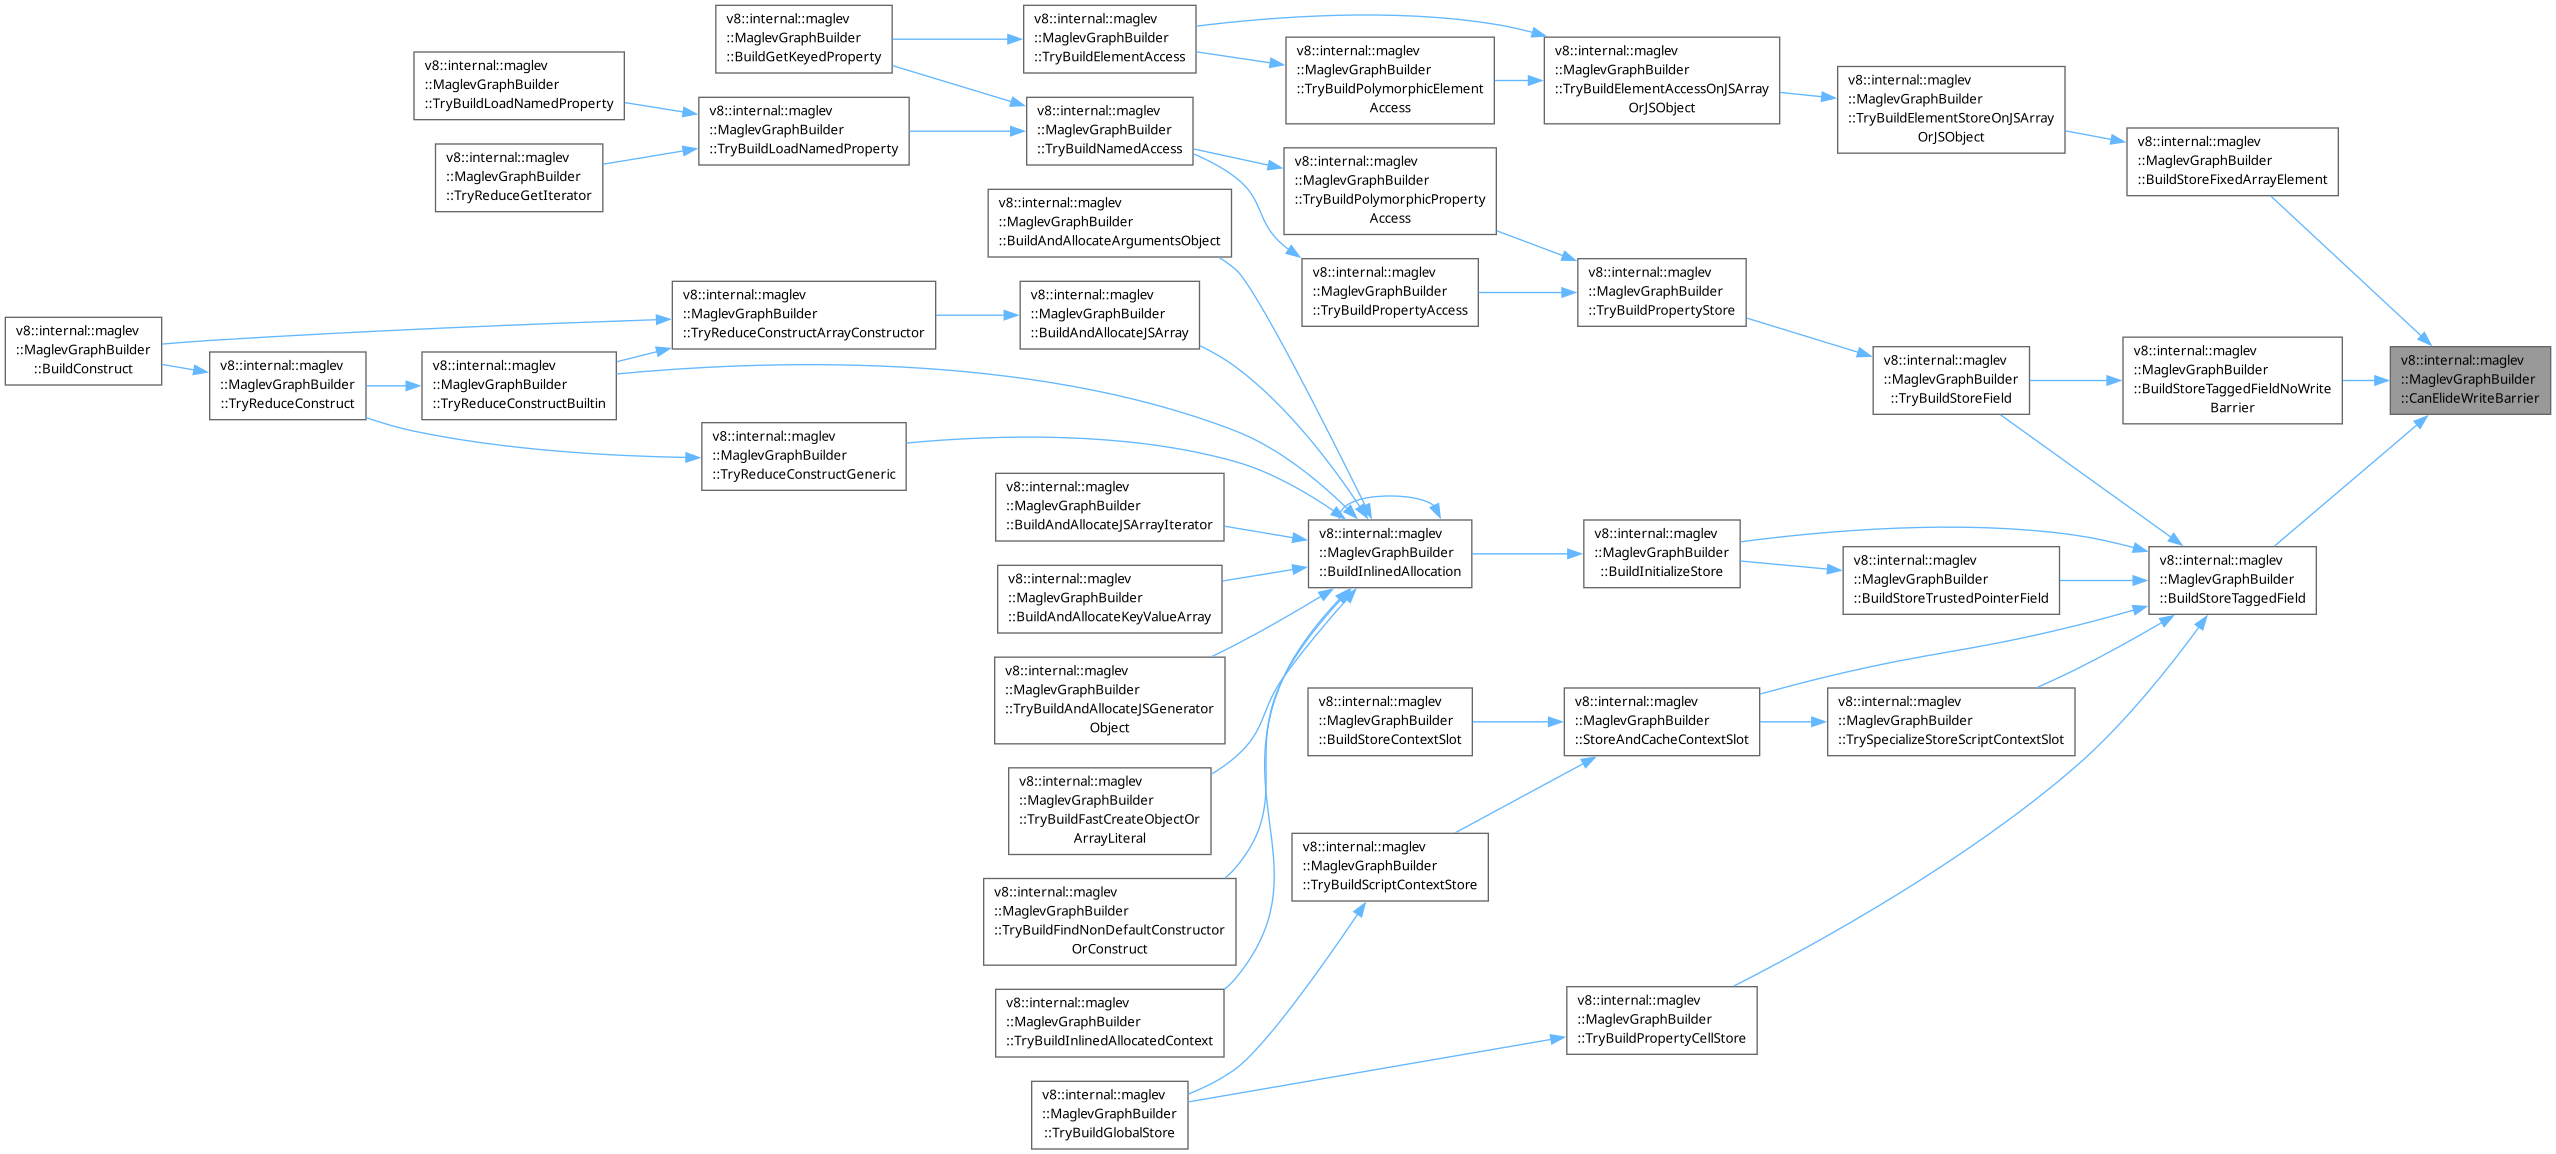 v8::internal::maglev
::MaglevGraphBuilder
::BuildGetKeyedProperty
v8::internal::maglev
::MaglevGraphBuilder
::TryBuildElementAccess
v8::internal::maglev
::MaglevGraphBuilder
::TryBuildPolymorphicElement
Access
v8::internal::maglev
::MaglevGraphBuilder
::TryBuildElementAccessOnJSArray
OrJSObject
v8::internal::maglev
::MaglevGraphBuilder
::TryBuildElementStoreOnJSArray
OrJSObject
v8::internal::maglev
::MaglevGraphBuilder
::BuildStoreFixedArrayElement
v8::internal::maglev
::MaglevGraphBuilder
::TryBuildLoadNamedProperty
v8::internal::maglev
::MaglevGraphBuilder
::TryBuildLoadNamedProperty
v8::internal::maglev
::MaglevGraphBuilder
::TryBuildNamedAccess
v8::internal::maglev
::MaglevGraphBuilder
::TryReduceGetIterator
v8::internal::maglev
::MaglevGraphBuilder
::TryBuildPolymorphicProperty
Access
v8::internal::maglev
::MaglevGraphBuilder
::BuildAndAllocateArgumentsObject
v8::internal::maglev
::MaglevGraphBuilder
::TryBuildPropertyAccess
v8::internal::maglev
::MaglevGraphBuilder
::TryBuildPropertyStore
v8::internal::maglev
::MaglevGraphBuilder
::TryReduceConstructArrayConstructor
v8::internal::maglev
::MaglevGraphBuilder
::BuildAndAllocateJSArray
v8::internal::maglev
::MaglevGraphBuilder
::BuildConstruct
v8::internal::maglev
::MaglevGraphBuilder
::TryReduceConstruct
v8::internal::maglev
::MaglevGraphBuilder
::TryReduceConstructBuiltin
v8::internal::maglev
::MaglevGraphBuilder
::TryBuildStoreField
v8::internal::maglev
::MaglevGraphBuilder
::BuildStoreTaggedFieldNoWrite
Barrier
v8::internal::maglev
::MaglevGraphBuilder
::CanElideWriteBarrier
v8::internal::maglev
::MaglevGraphBuilder
::TryReduceConstructGeneric
v8::internal::maglev
::MaglevGraphBuilder
::BuildAndAllocateJSArrayIterator
v8::internal::maglev
::MaglevGraphBuilder
::BuildInlinedAllocation
v8::internal::maglev
::MaglevGraphBuilder
::BuildInitializeStore
v8::internal::maglev
::MaglevGraphBuilder
::BuildStoreTrustedPointerField
v8::internal::maglev
::MaglevGraphBuilder
::BuildStoreTaggedField
v8::internal::maglev
::MaglevGraphBuilder
::BuildAndAllocateKeyValueArray
v8::internal::maglev
::MaglevGraphBuilder
::TryBuildAndAllocateJSGenerator
Object
v8::internal::maglev
::MaglevGraphBuilder
::BuildStoreContextSlot
v8::internal::maglev
::MaglevGraphBuilder
::StoreAndCacheContextSlot
v8::internal::maglev
::MaglevGraphBuilder
::TrySpecializeStoreScriptContextSlot
v8::internal::maglev
::MaglevGraphBuilder
::TryBuildFastCreateObjectOr
ArrayLiteral
v8::internal::maglev
::MaglevGraphBuilder
::TryBuildScriptContextStore
v8::internal::maglev
::MaglevGraphBuilder
::TryBuildFindNonDefaultConstructor
OrConstruct
v8::internal::maglev
::MaglevGraphBuilder
::TryBuildInlinedAllocatedContext
v8::internal::maglev
::MaglevGraphBuilder
::TryBuildPropertyCellStore
v8::internal::maglev
::MaglevGraphBuilder
::TryBuildGlobalStore